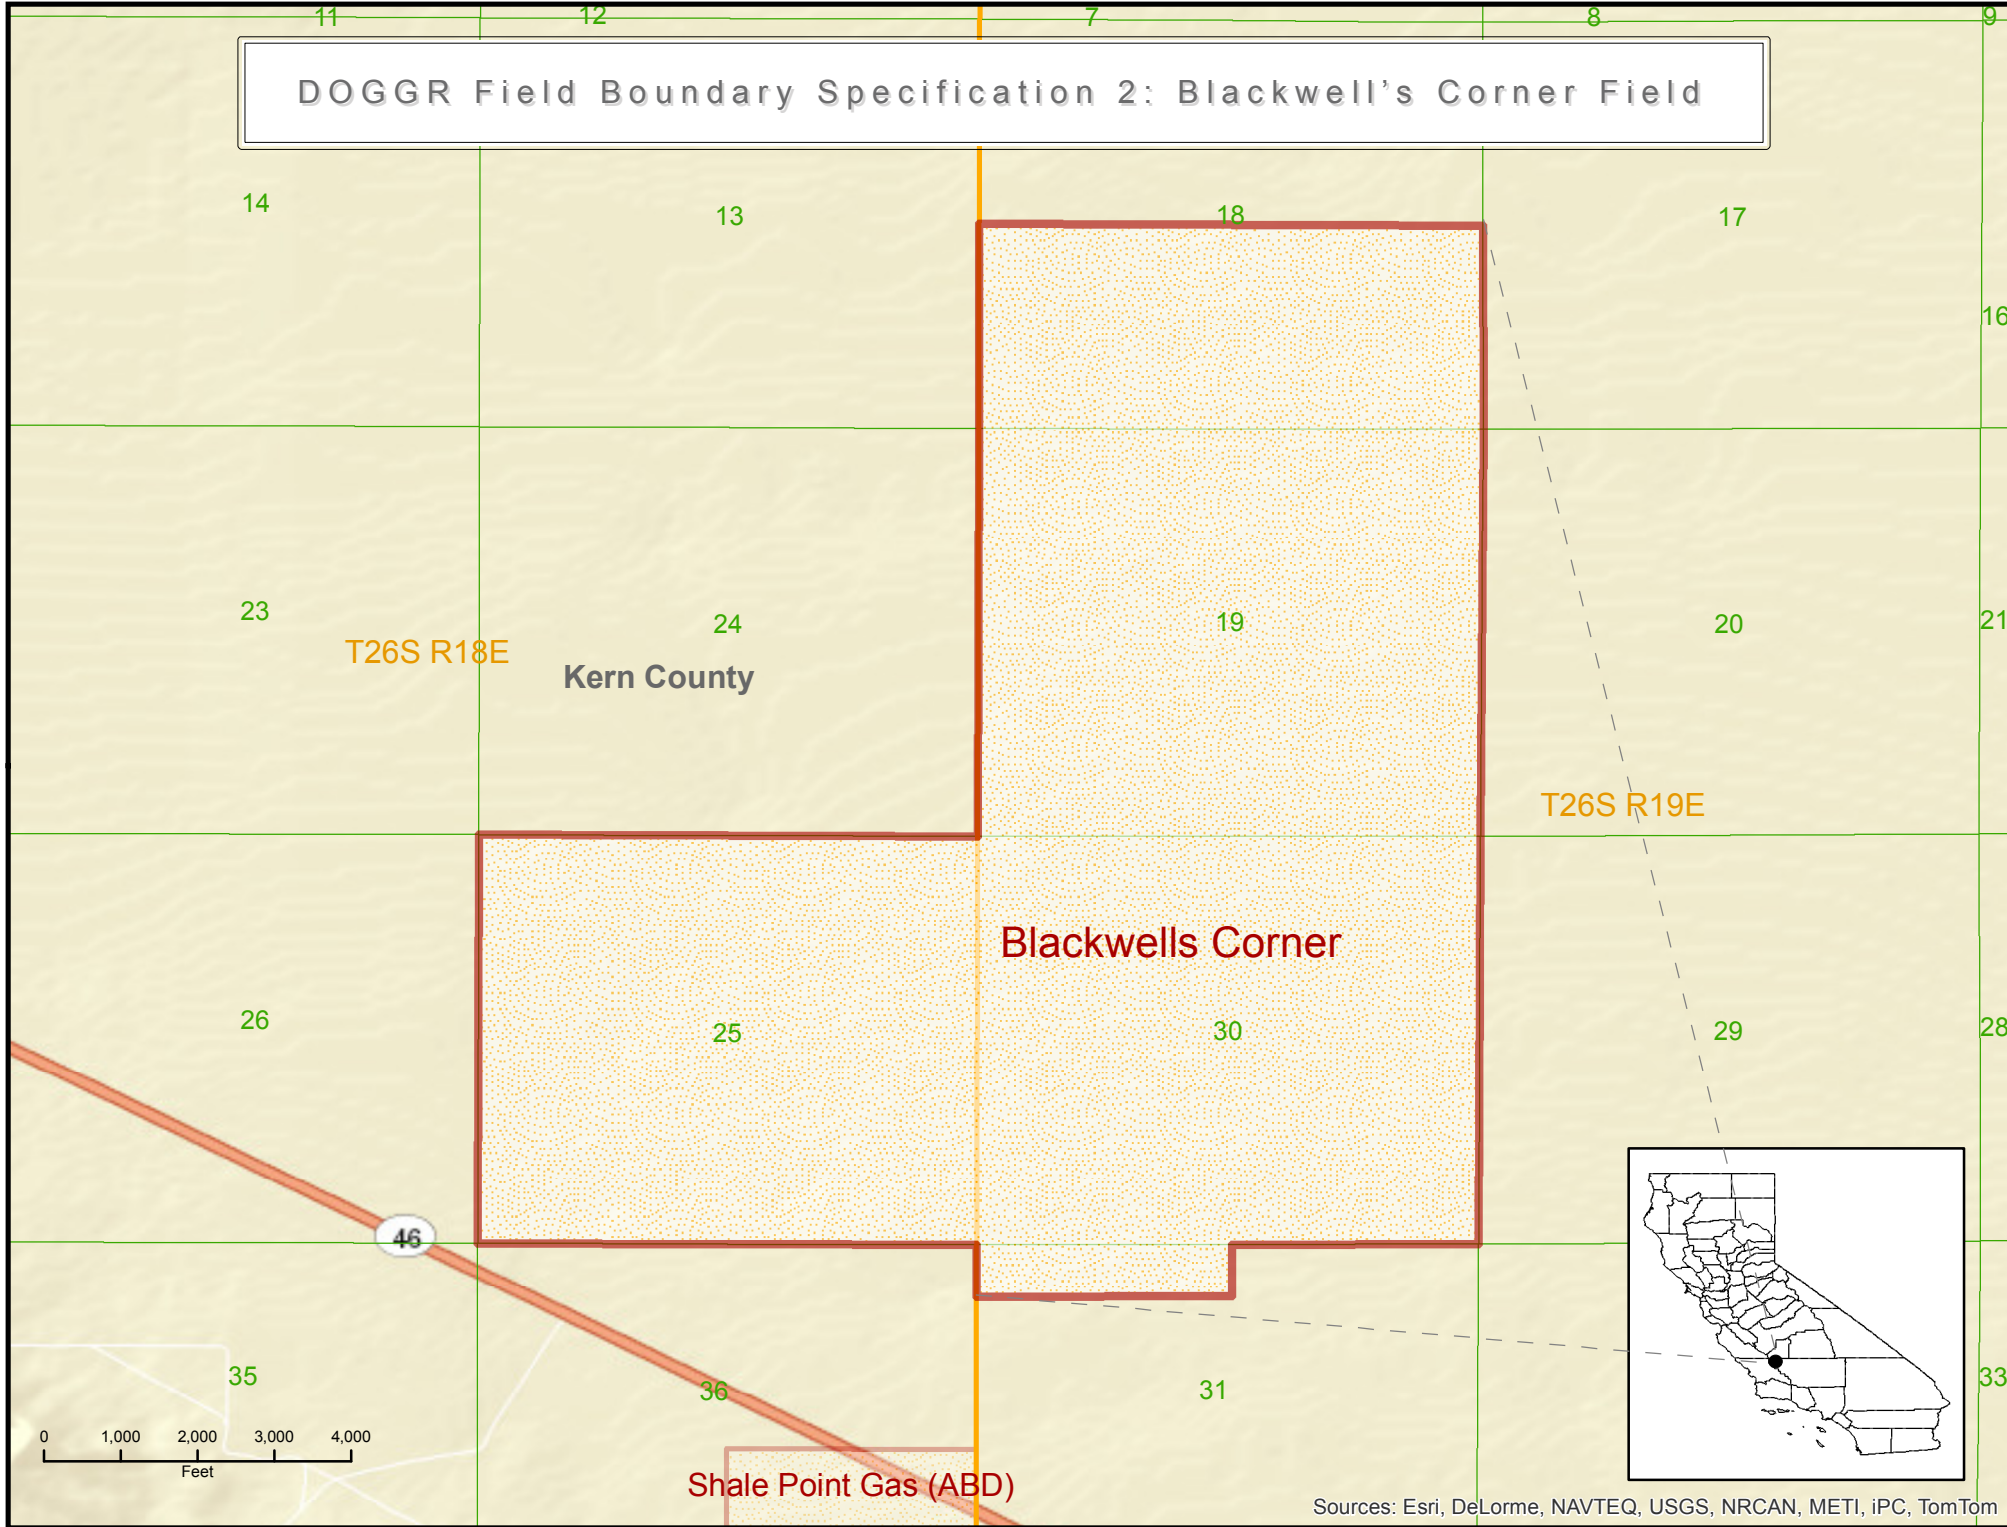 11 12 7 8 9
DOGGR Field Boundary Specification 2: Blackwell's Corner Field
14 13 18 17
16
23 24 19 20 21
T26S R18E
Kern County
T26S R19E
Blackwells Corner
26 25 30 29 28
46
35 36 31 33
0 1,000 2,000 3,000 4,000
Feet
Shale Point Gas (ABD)
Sources: Esri, DeLorme, NAVTEQ, USGS, NRCAN, METI, iPC, TomTom